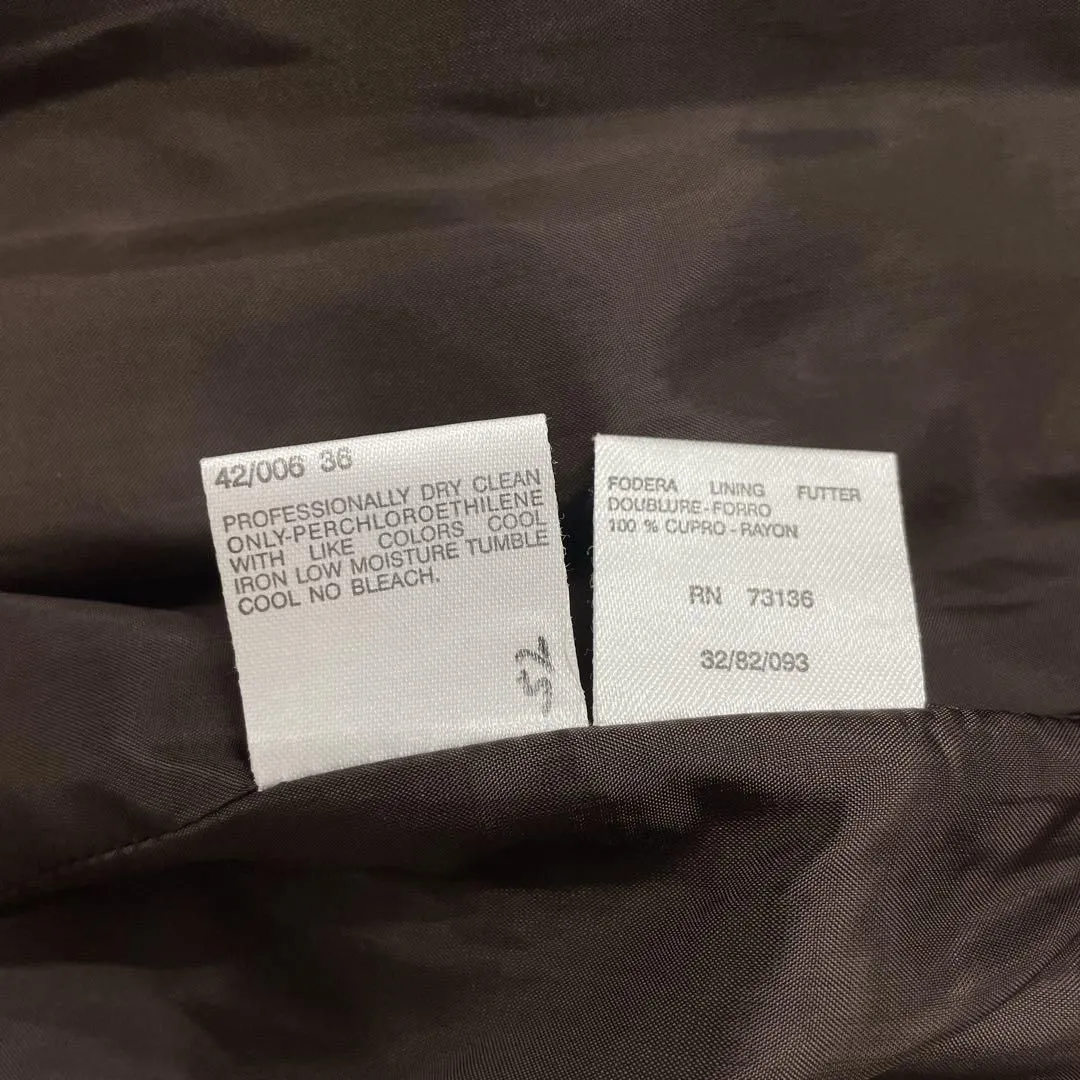 42/006 36
PROFESSIONALLY DRY CLEAN
ONLY-PERCHLOROETHILENE
WITH LIKE COLORS COOL
IRON LOW MOISTURE TUMBLE
COOL NO BLEACH.
52
FODERA LINING FUTTER
DOUBLURE-FORRO
100 % CUPRO-RAYON
RN 73136
32/82/093